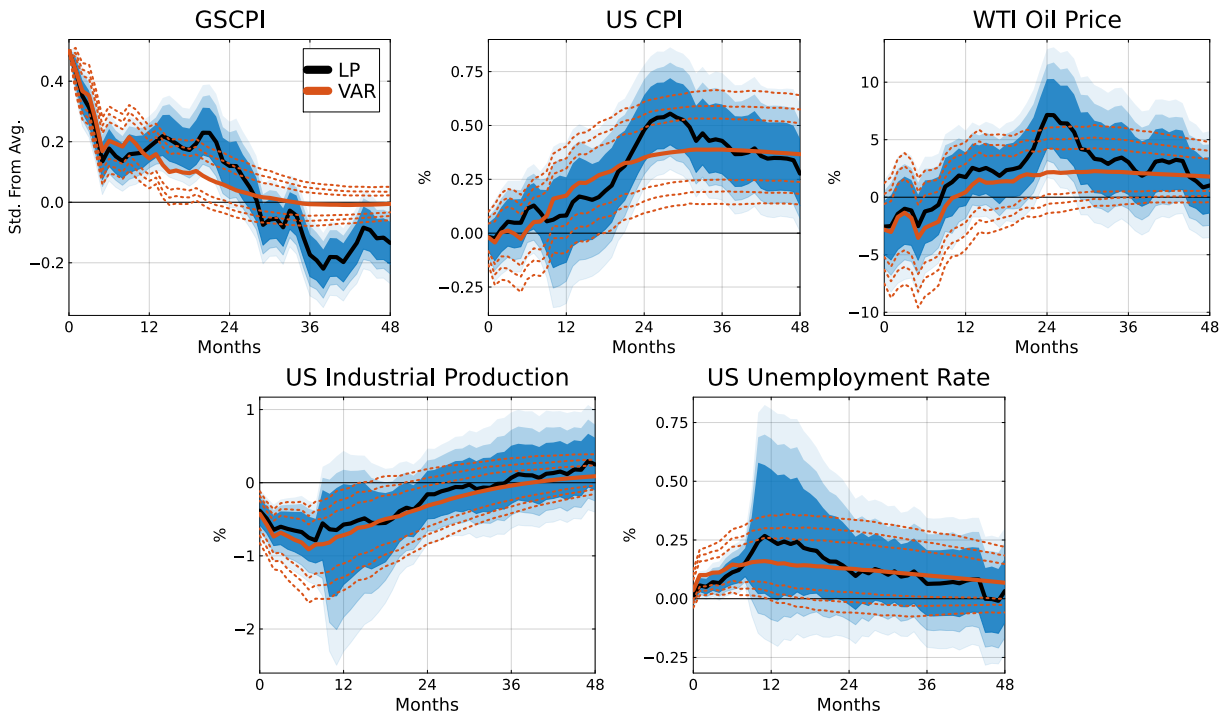 GSCPI
Std. From Avg.
0.4
0.2
0.0
−0.2
LP
VAR
0 12 24 36 48
Months
US CPI
%
0.75
0.50
0.25
0.00
−0.25
0 12 24 36 48
Months
WTI Oil Price
%
10
5
0
−5
−10
0 12 24 36 48
Months
US Industrial Production
%
1
0
−1
−2
0 12 24 36 48
Months
US Unemployment Rate
%
0.75
0.50
0.25
0.00
−0.25
0 12 24 36 48
Months